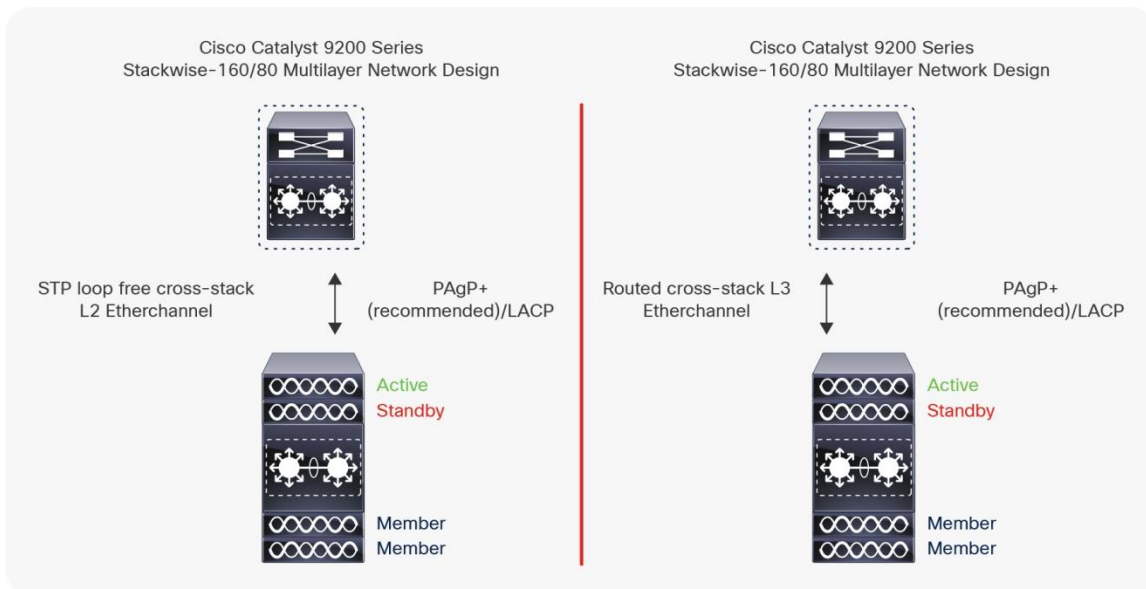 Cisco Catalyst 9200 Series
Stackwise-160/80 Multilayer Network Design
STP loop free cross-stack
L2 Etherchannel
PAgP+
(recommended)/LACP
Active
Standby
Member
Member
Cisco Catalyst 9200 Series
Stackwise-160/80 Multilayer Network Design
Routed cross-stack L3
Etherchannel
PAgP+
(recommended)/LACP
Active
Standby
Member
Member